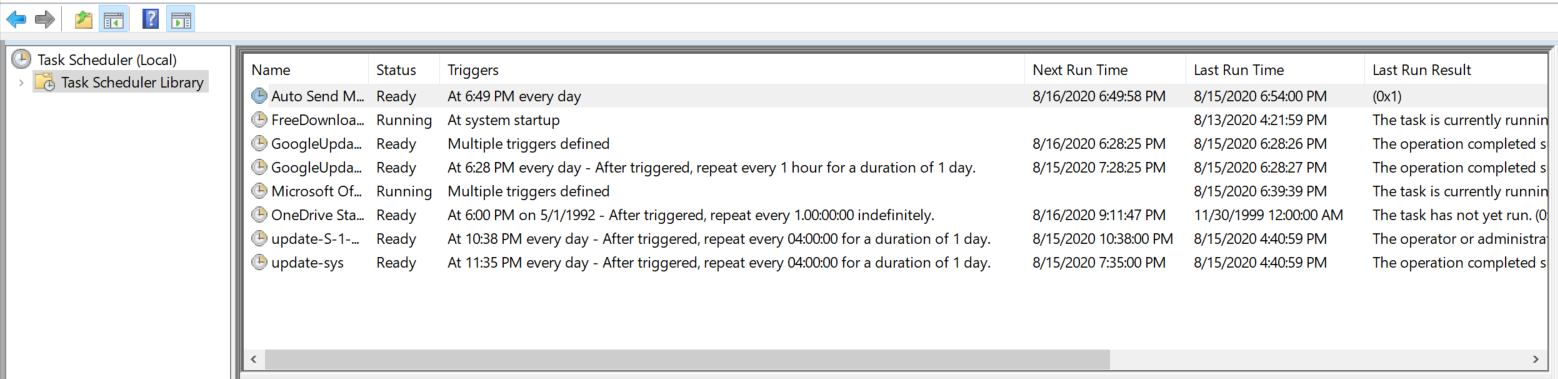 Task Scheduler (Local)
Task Scheduler Library
Name Status Triggers Next Run Time Last Run Time Last Run Result
Auto Send M... Ready At 6:49 PM every day 8/16/2020 6:49:58 PM 8/15/2020 6:54:00 PM (0x1)
FreeDownloa... Running At system startup 8/13/2020 4:21:59 PM The task is currently runnin
GoogleUpda... Ready Multiple triggers defined 8/16/2020 6:28:25 PM 8/15/2020 6:28:26 PM The operation completed s
GoogleUpda... Ready At 6:28 PM every day - After triggered, repeat every 1 hour for a duration of 1 day. 8/15/2020 7:28:25 PM 8/15/2020 6:28:27 PM The operation completed s
Microsoft Of... Running Multiple triggers defined 8/15/2020 6:39:39 PM The task is currently runnin
OneDrive Sta... Ready At 6:00 PM on 5/1/1992 - After triggered, repeat every 1.00:00:00 indefinitely. 8/16/2020 9:11:47 PM 11/30/1999 12:00:00 AM The task has not yet run. (0
update-S-1-... Ready At 10:38 PM every day - After triggered, repeat every 04:00:00 for a duration of 1 day. 8/15/2020 10:38:00 PM 8/15/2020 4:40:59 PM The operator or administra
update-sys Ready At 11:35 PM every day - After triggered, repeat every 04:00:00 for a duration of 1 day. 8/15/2020 7:35:00 PM 8/15/2020 4:40:59 PM The operation completed s